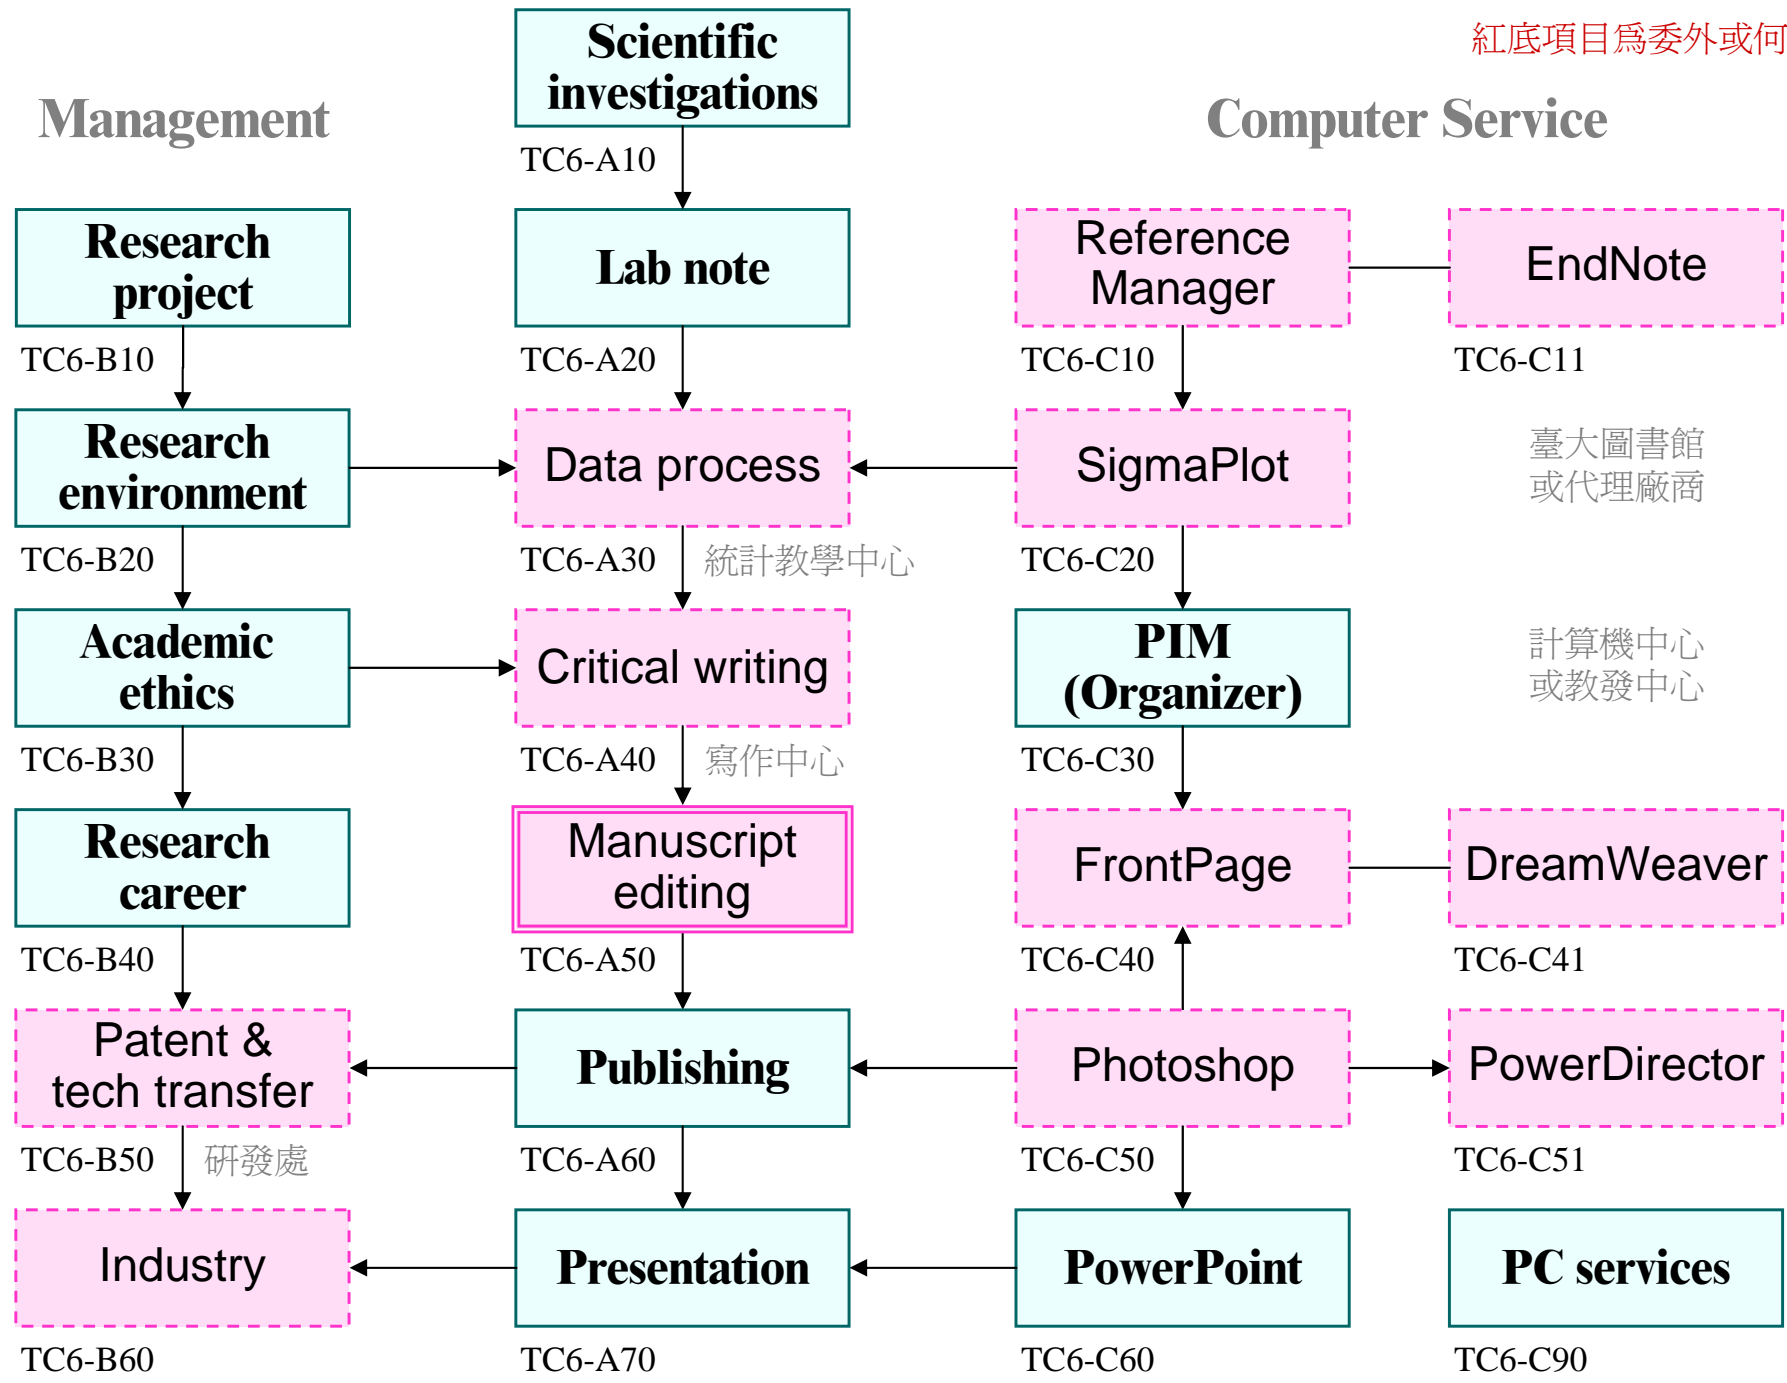 Scientific
investigations
紅底項目為委外或何
Management
Computer Service
TC6-A10
Research
project
Lab note
Reference
Manager
EndNote
TC6-B10
TC6-A20
TC6-C10
TC6-C11
Research
environment
Data process
SigmaPlot
臺大圖書館
或代理廠商
TC6-B20
TC6-A30
統計教學中心
TC6-C20
Academic
ethics
Critical writing
PIM
(Organizer)
計算機中心
或教發中心
TC6-B30
TC6-A40
寫作中心
TC6-C30
Research
career
Manuscript
editing
FrontPage
DreamWeaver
TC6-B40
TC6-A50
TC6-C40
TC6-C41
Patent &
tech transfer
Publishing
Photoshop
PowerDirector
TC6-B50
研發處
TC6-A60
TC6-C50
TC6-C51
Industry
Presentation
PowerPoint
PC services
TC6-B60
TC6-A70
TC6-C60
TC6-C90